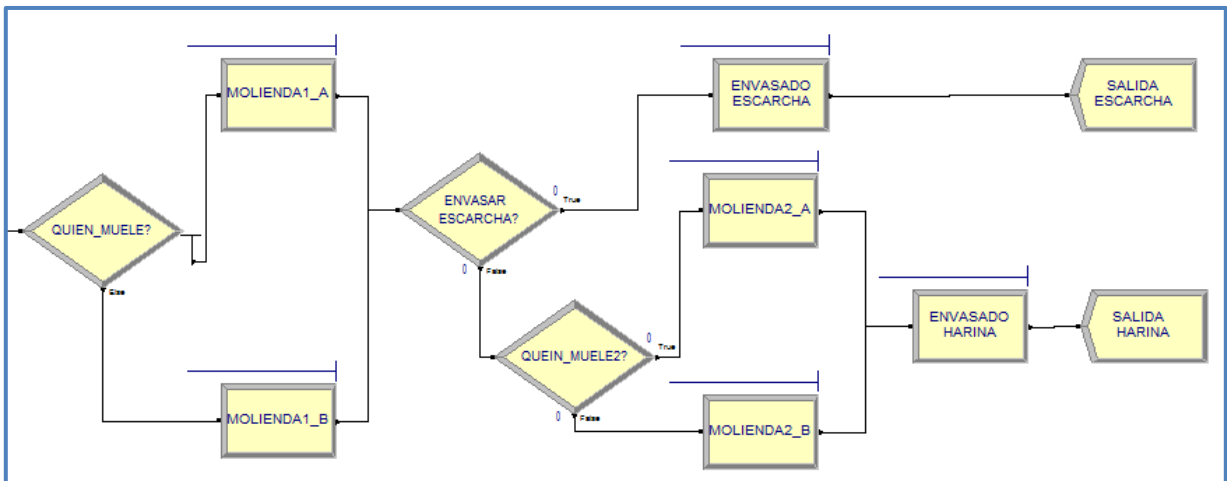 MOLIENDA1_A
ENVASADO
ESCARCHA
SALIDA
ESCARCHA
QUIEN_MUELE?
Else
ENVASAR
ESCARCHA?
0
True
0
False
MOLIENDA2_A
ENVASADO
HARINA
SALIDA
HARINA
QUEIN_MUELE2?
0
True
0
False
MOLIENDA1_B
MOLIENDA2_B